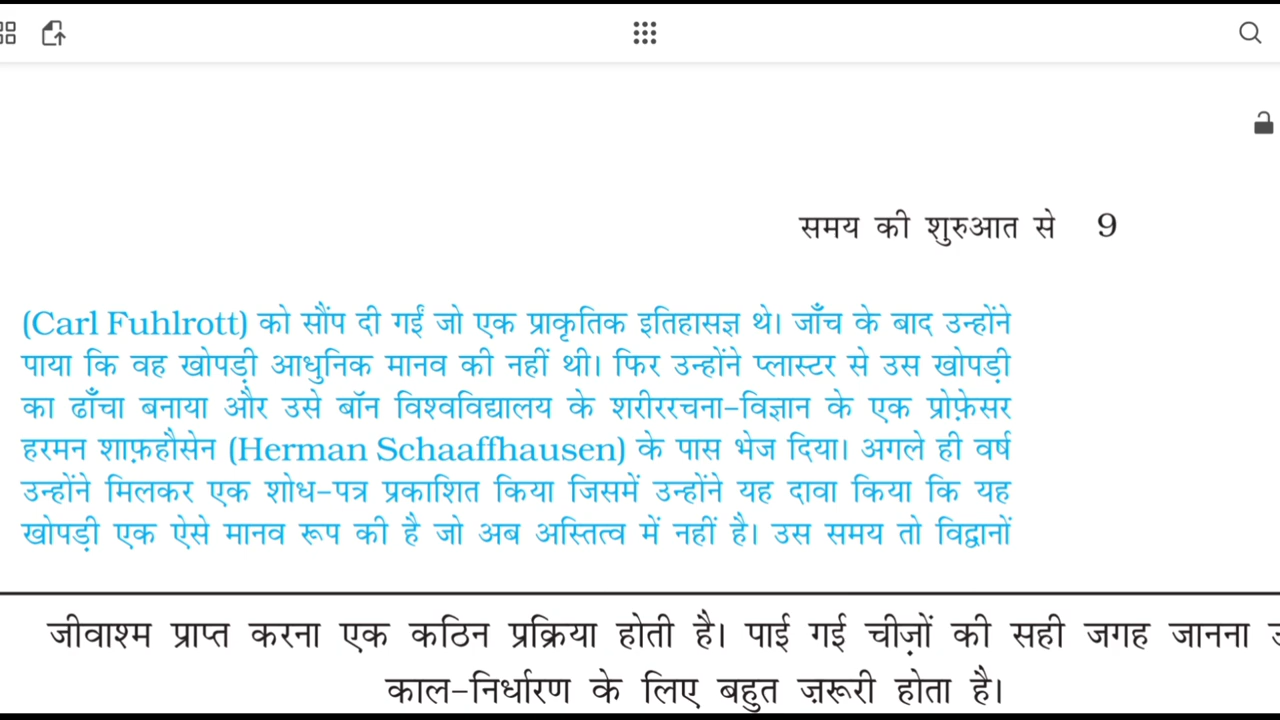 समय की शुरुआत से 9
(Carl Fuhlrott) को सौंप दी गईं जो एक प्राकृतिक इतिहासज्ञ थे। जाँच के बाद उन्होंने
पाया कि वह खोपड़ी आधुनिक मानव की नहीं थी। फिर उन्होंने प्लास्टर से उस खोपड़ी
का ढाँचा बनाया और उसे बॉन विश्वविद्यालय के शरीररचना-विज्ञान के एक प्रोफ़ेसर
हरमन शाफ़हौसेन (Herman Schaaffhausen) के पास भेज दिया। अगले ही वर्ष
उन्होंने मिलकर एक शोध-पत्र प्रकाशित किया जिसमें उन्होंने यह दावा किया कि यह
खोपड़ी एक ऐसे मानव रूप की है जो अब अस्तित्व में नहीं है। उस समय तो विद्वानों
जीवाश्म प्राप्त करना एक कठिन प्रक्रिया होती है। पाई गई चीज़ों की सही जगह जानना
काल-निर्धारण के लिए बहुत ज़रूरी होता है।